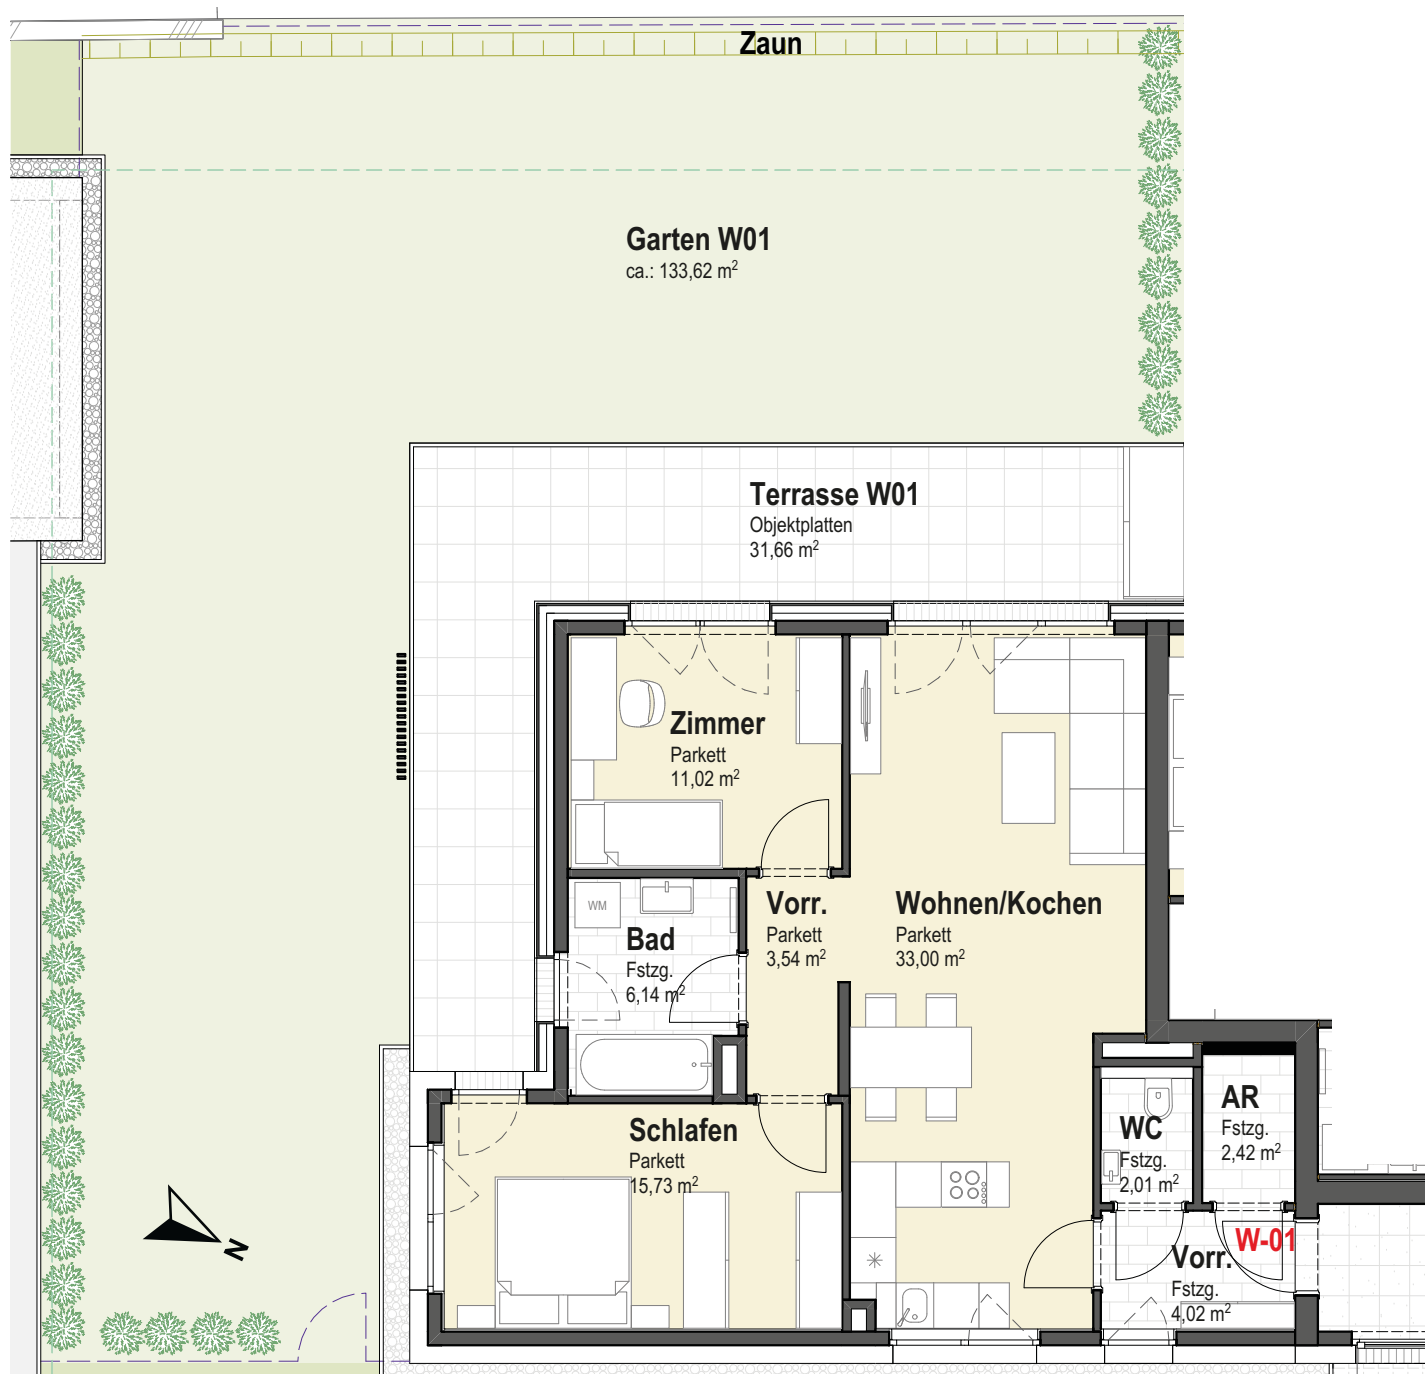 Zaun
Garten W01
ca.: 133,62 m²
Terrasse W01
Objektplatten
31,66 m²
Zimmer
Parkett
11,02 m²
WM
Bad
Fstzg.
6,14 m²
Vorr.
Parkett
3,54 m²
Wohnen/Kochen
Parkett
33,00 m²
Schlafen
Parkett
15,73 m²
WC
Fstzg.
2,01 m²
AR
Fstzg.
2,42 m²
W-01
Vorr.
Fstzg.
4,02 m²
N